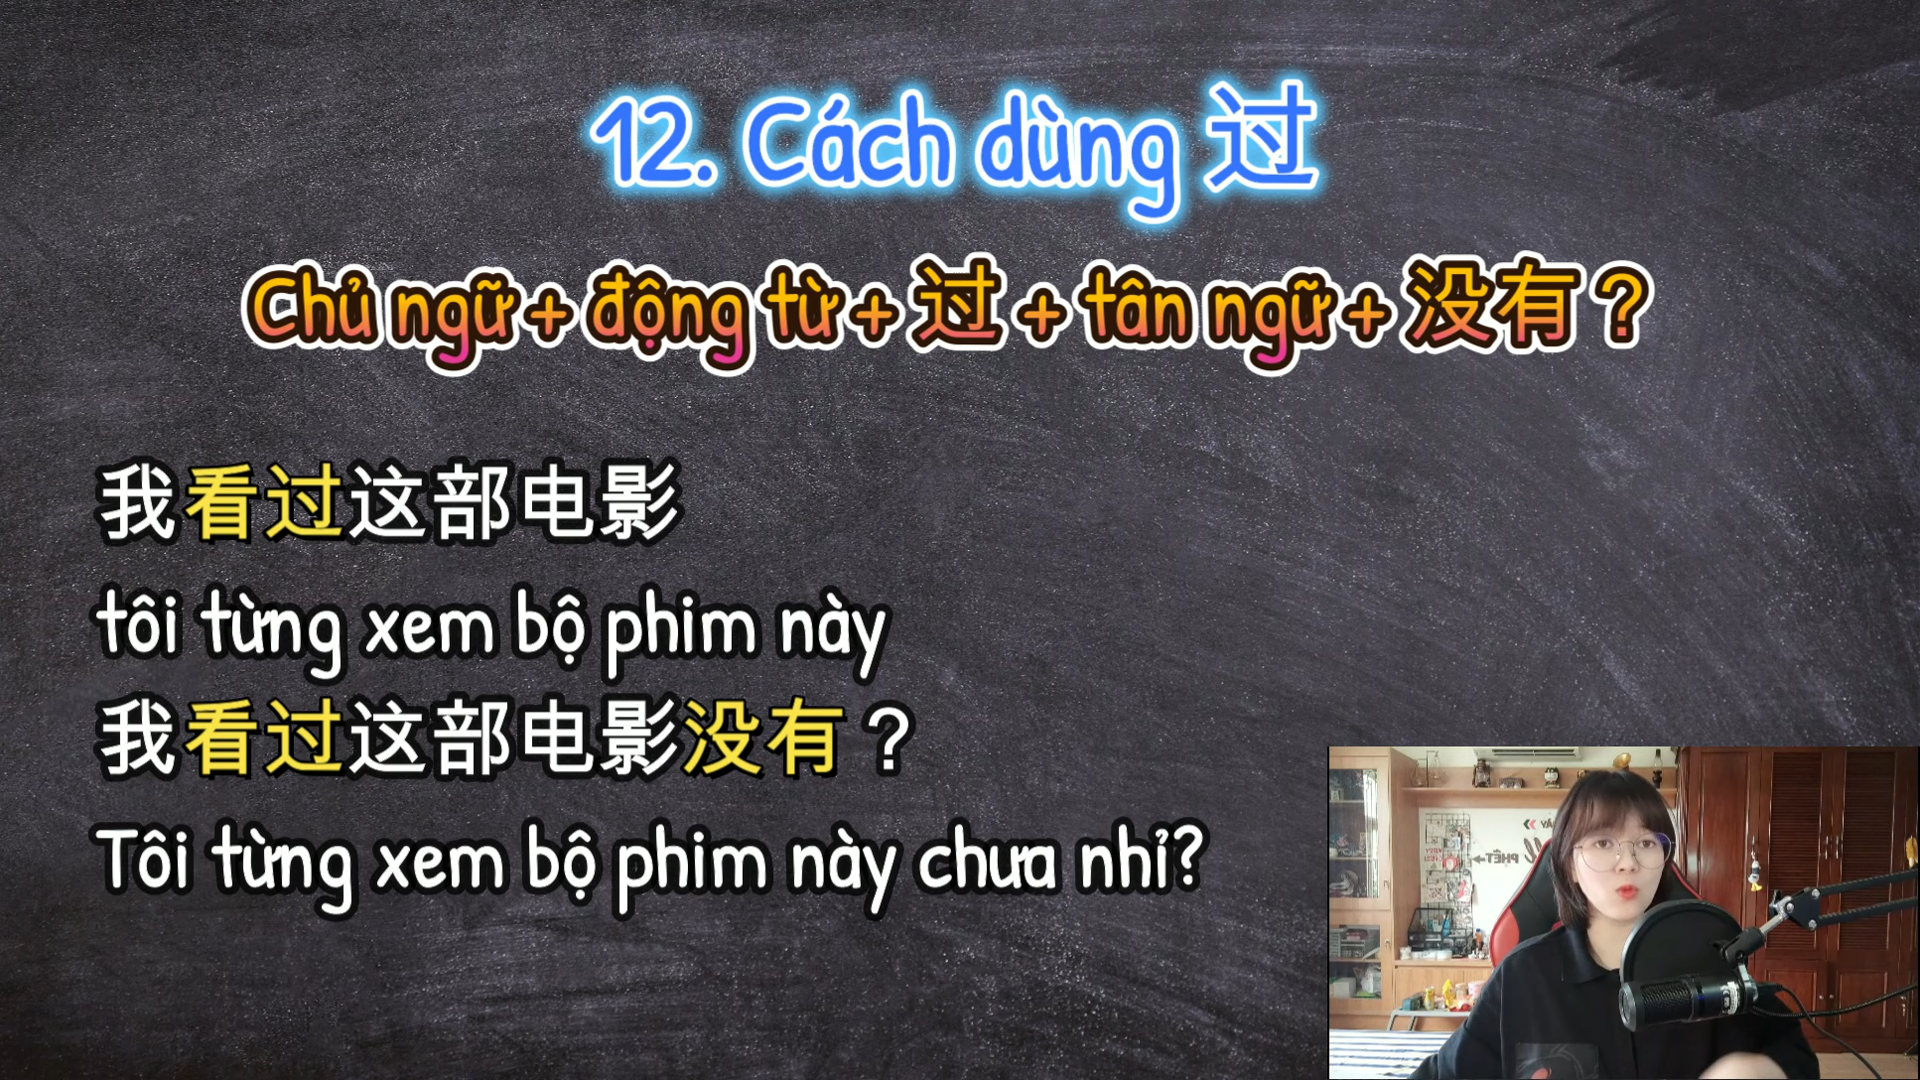 12. Cách dùng 过
Chủ ngữ + động từ + 过 + tân ngữ + 没有？
我看过这部电影
tôi từng xem bộ phim này
我看过这部电影没有？
Tôi từng xem bộ phim này chưa nhỉ?